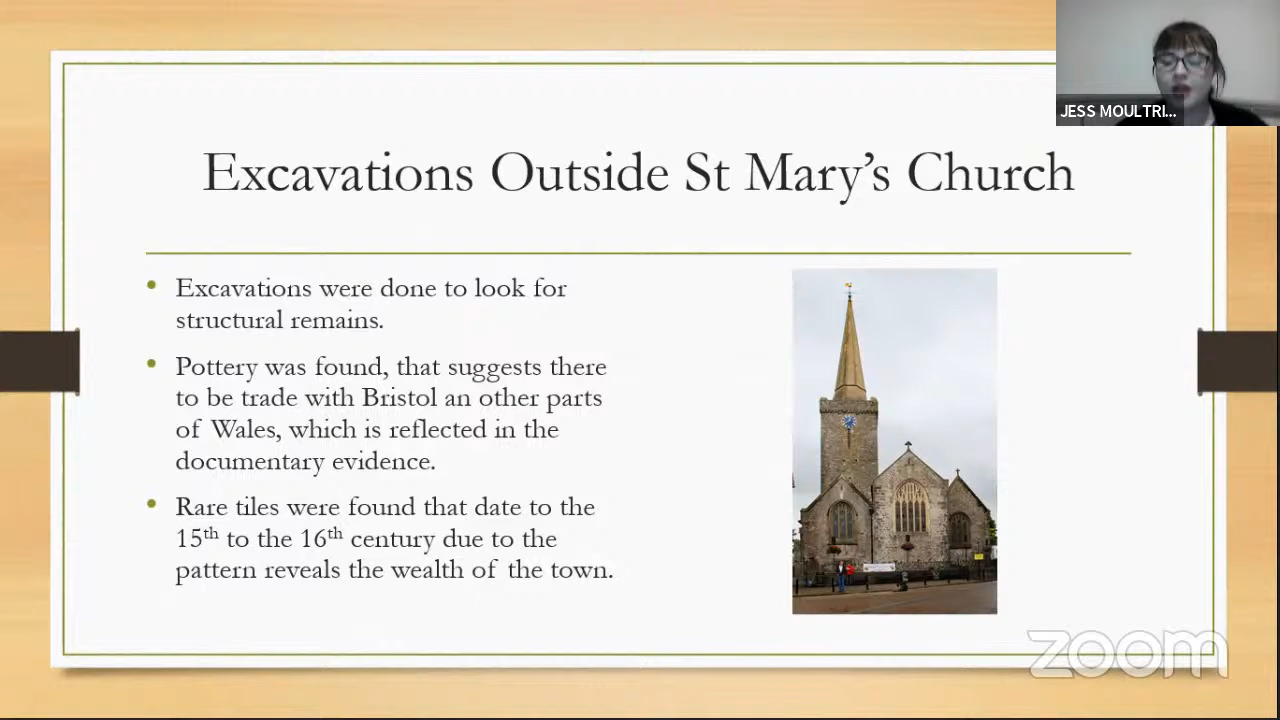 JESS MOULTRI...
Excavations Outside St Mary's Church
• Excavations were done to look for
structural remains.
• Pottery was found, that suggests there
to be trade with Bristol an other parts
of Wales, which is reflected in the
documentary evidence.
• Rare tiles were found that date to the
15th to the 16th century due to the
pattern reveals the wealth of the town.
zoom